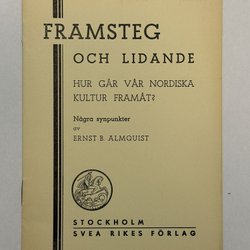 FRAMSTEG
OCH LIDANDE
HUR GÅR VÅR NORDISKA
KULTUR FRAMÅT?
Några synpunkter
av
ERNST B. ALMQUIST
STOCKHOLM
SVEA RIKES FÖRLAG